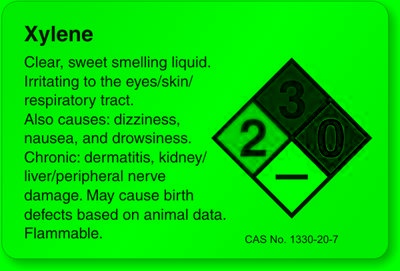 Xylene
Clear, sweet smelling liquid.
Irritating to the eyes/skin/
respiratory tract.
Also causes: dizziness,
nausea, and drowsiness.
Chronic: dermatitis, kidney/
liver/peripheral nerve
damage. May cause birth
defects based on animal data.
Flammable.
3
2 0
—
CAS No. 1330-20-7